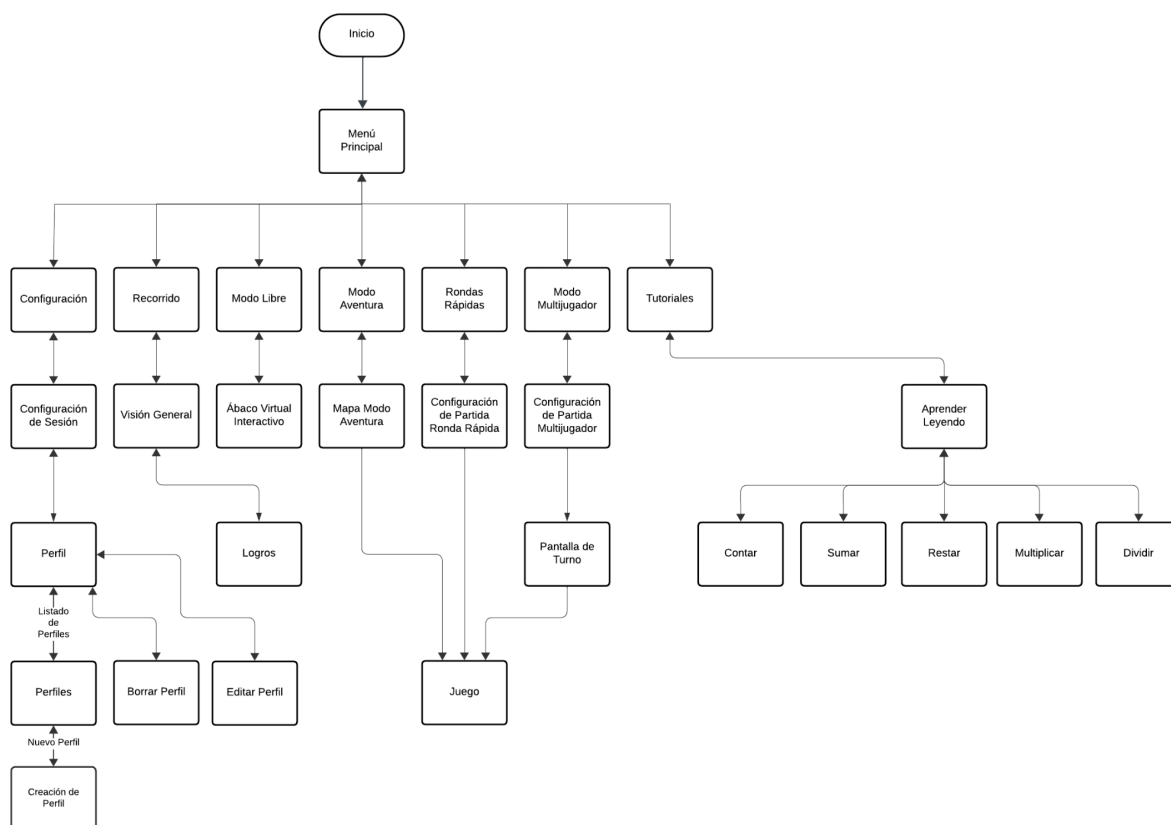 Inicio
Menú
Principal
Configuración
Recorrido
Modo Libre
Modo
Aventura
Rondas
Rápidas
Modo
Multijugador
Tutoriales
Configuración
de Sesión
Visión General
Ábaco Virtual
Interactivo
Mapa Modo
Aventura
Configuración
de Partida
Ronda Rápida
Configuración
de Partida
Multijugador
Aprender
Leyendo
Perfil
Logros
Pantalla de
Turno
Contar
Sumar
Restar
Multiplicar
Dividir
Listado
de
Perfiles
Perfiles
Borrar Perfil
Editar Perfil
Juego
Nuevo Perfil
Creación de
Perfil